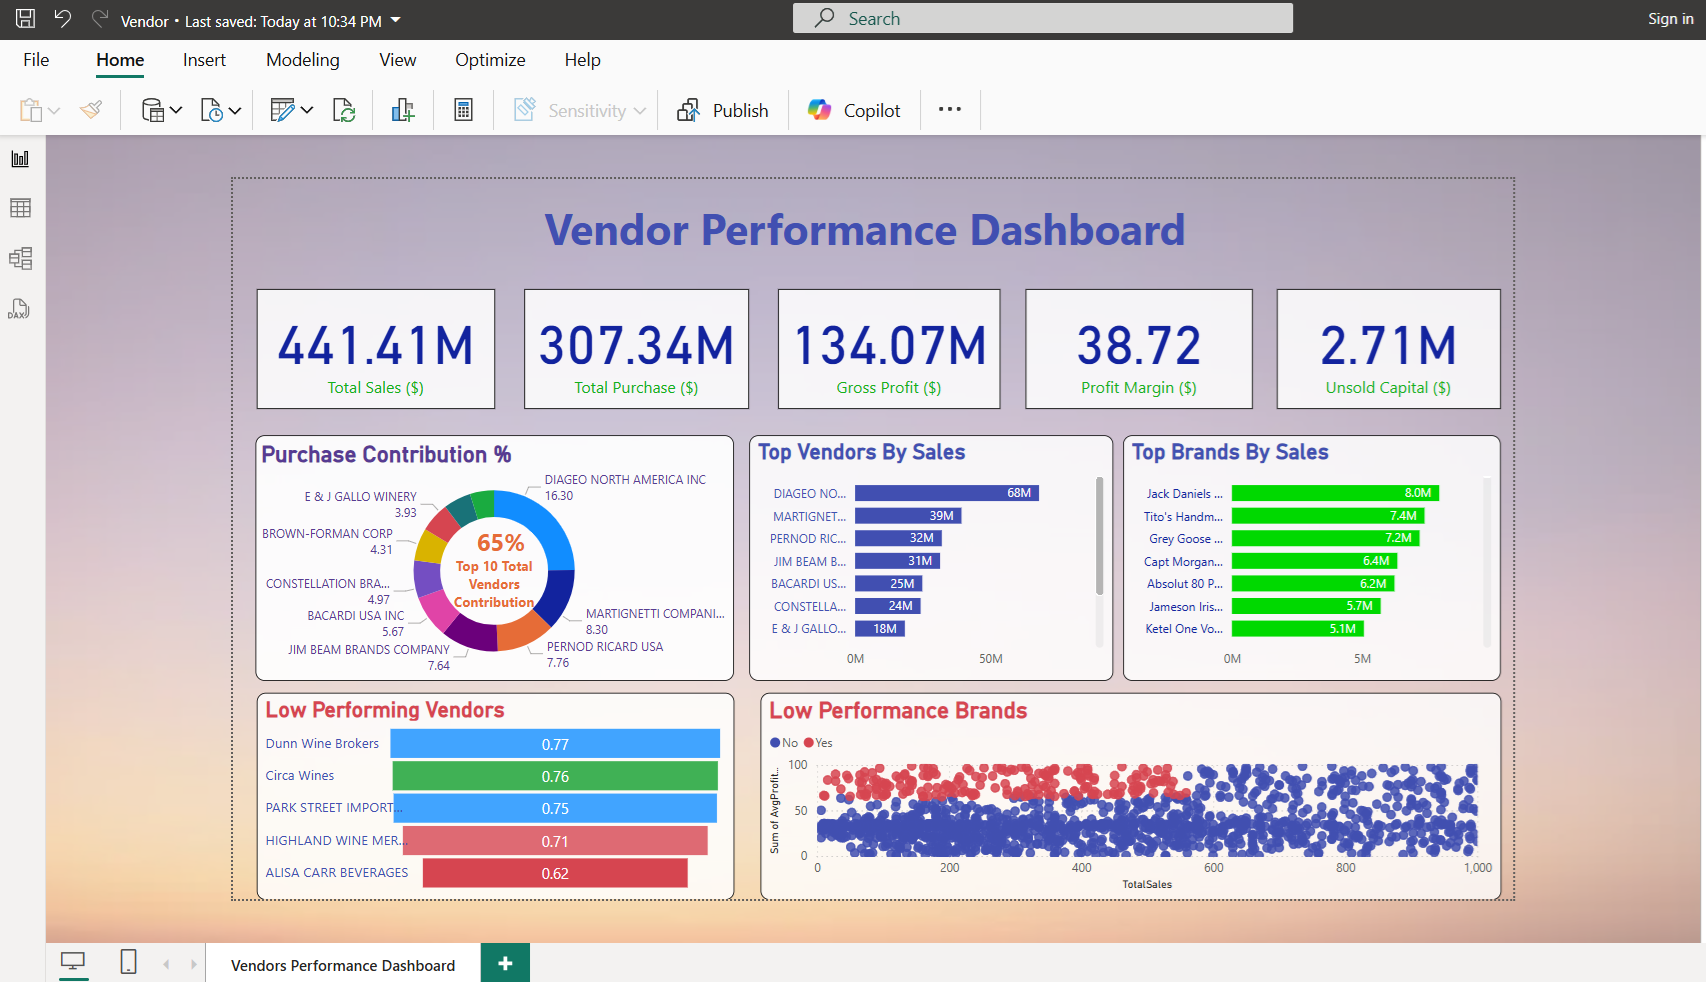 Vendor • Last saved: Today at 10:34 PM
Search
Sign in
File Home Insert Modeling View Optimize Help
Sensitivity Publish Copilot
DAX
Vendor Performance Dashboard
441.41M
Total Sales ($)
307.34M
Total Purchase ($)
134.07M
Gross Profit ($)
38.72
Profit Margin ($)
2.71M
Unsold Capital ($)
Purchase Contribution %
DIAGEO NORTH AMERICA INC
16.30
E & J GALLO WINERY
3.93
BROWN-FORMAN CORP
4.31
CONSTELLATION BRA...
4.97
BACARDI USA INC
5.67
JIM BEAM BRANDS COMPANY
7.64
MARTIGNETTI COMPANI...
8.30
PERNOD RICARD USA
7.76
65%
Top 10 Total
Vendors
Contribution
Top Vendors By Sales
DIAGEO NO... 68M
MARTIGNET... 39M
PERNOD RIC... 32M
JIM BEAM B... 31M
BACARDI US... 25M
CONSTELLA... 24M
E & J GALLO... 18M
0M 50M
Top Brands By Sales
Jack Daniels ... 8.0M
Tito's Handm... 7.4M
Grey Goose ... 7.2M
Capt Morgan... 6.4M
Absolut 80 P... 6.2M
Jameson Iris... 5.7M
Ketel One Vo... 5.1M
0M 5M
Low Performing Vendors
Dunn Wine Brokers 0.77
Circa Wines 0.76
PARK STREET IMPORT... 0.75
HIGHLAND WINE MER... 0.71
ALISA CARR BEVERAGES 0.62
Low Performance Brands
No Yes
Sum of AvgProfit...
100
50
0
0 200 400 600 800 1,000
TotalSales
Vendors Performance Dashboard